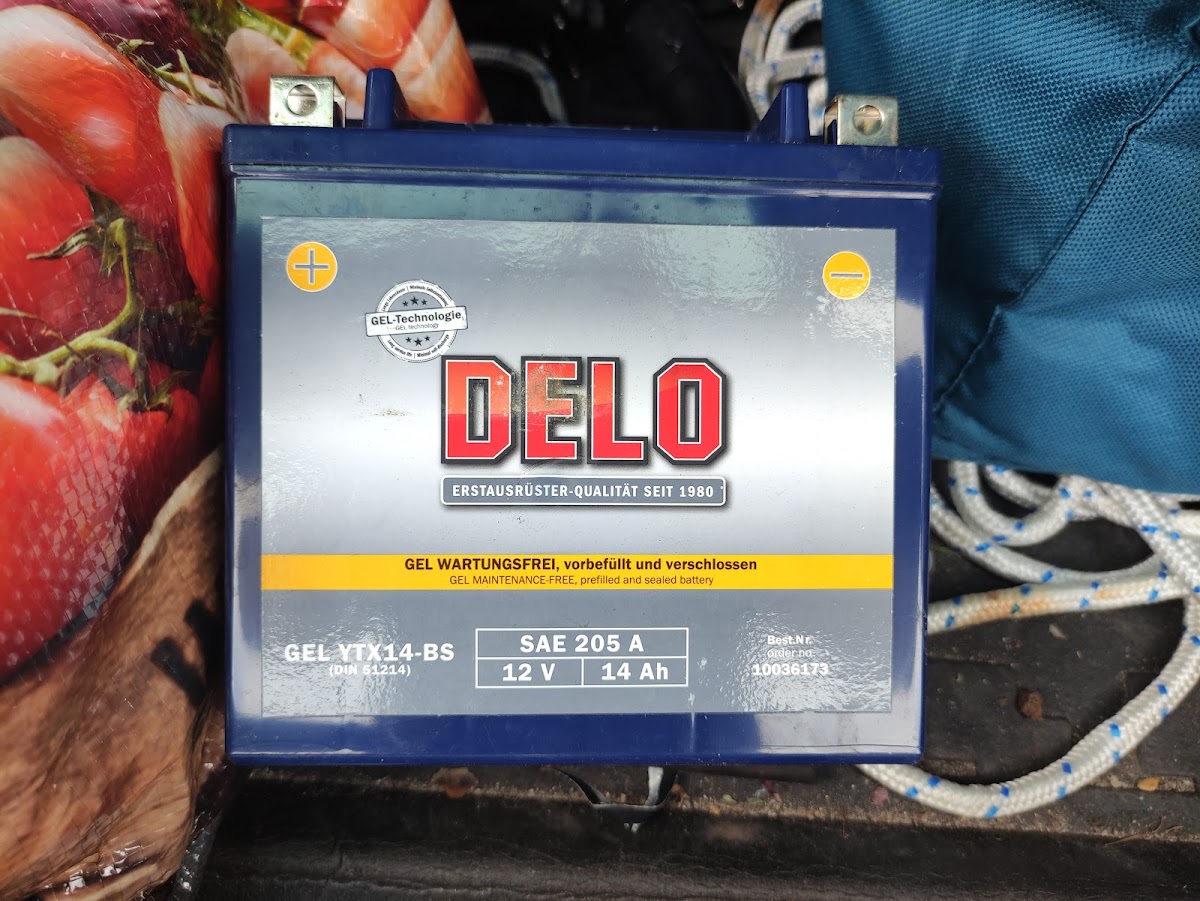 GEL-Technologie
GEL technology
DELO
ERSTAUSRÜSTER-QUALITÄT SEIT 1980
GEL WARTUNGSFREI, vorbefüllt und verschlossen
GEL MAINTENANCE-FREE, prefilled and sealed battery
GEL YTX14-BS
(DIN 51214)
SAE 205 A
12 V
14 Ah
Best.Nr.
order no.
10036173